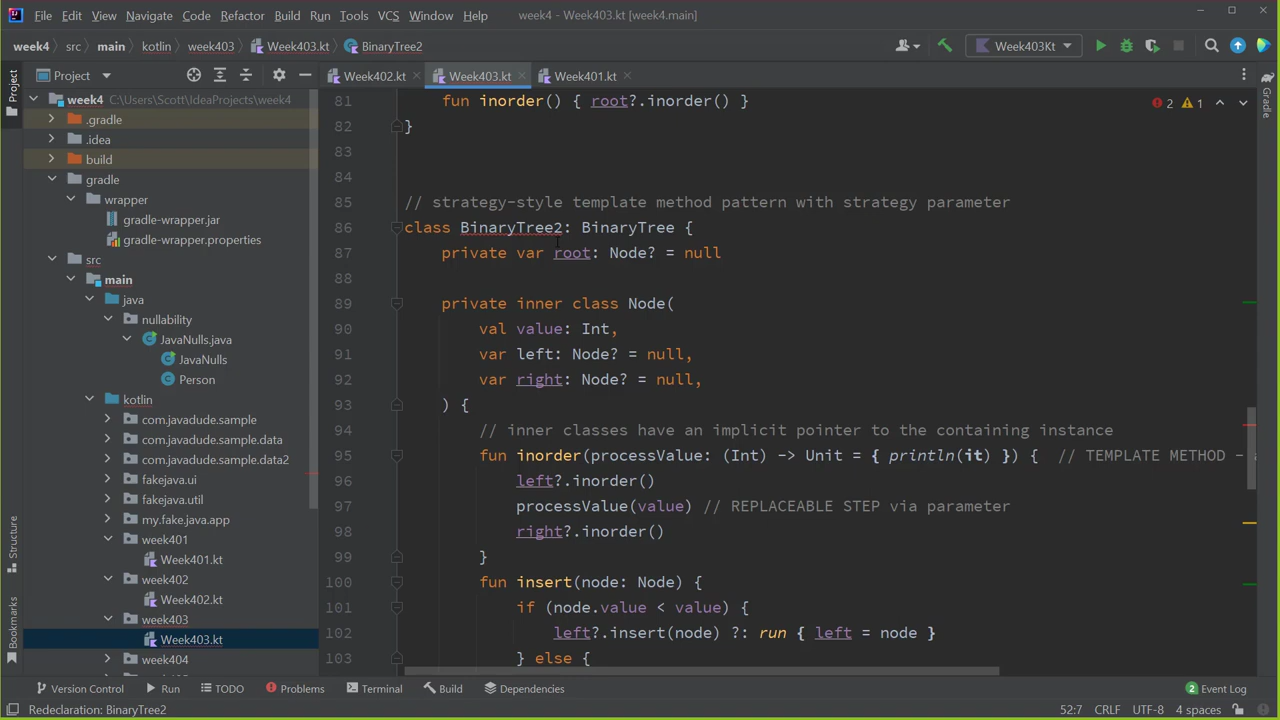 File Edit View Navigate Code Refactor Build Run Tools VCS Window Help week4 - Week403.kt [week4.main]
week4 src main kotlin week403 Week403.kt BinaryTree2 Week403Kt
Project Week402.kt Week403.kt Week401.kt
Project
Structure
Bookmarks
week4 C:\Users\Scott\IdeaProjects\week4
.gradle
.idea
build
gradle
wrapper
gradle-wrapper.jar
gradle-wrapper.properties
src
main
java
nullability
JavaNulls.java
JavaNulls
Person
kotlin
com.javadude.sample
com.javadude.sample.data
com.javadude.sample.data2
fakejava.ui
fakejava.util
my.fake.java.app
week401
Week401.kt
week402
Week402.kt
week403
Week403.kt
week404
2 1
81 fun inorder() { root?.inorder() }
82 }
83
84
85 // strategy-style template method pattern with strategy parameter
86 class BinaryTree2: BinaryTree {
87 private var root: Node? = null
88
89 private inner class Node(
90 val value: Int,
91 var left: Node? = null,
92 var right: Node? = null,
93 ) {
94 // inner classes have an implicit pointer to the containing instance
95 fun inorder(processValue: (Int) -> Unit = { println(it) }) { // TEMPLATE METHOD -
96 left?.inorder()
97 processValue(value) // REPLACEABLE STEP via parameter
98 right?.inorder()
99 }
100 fun insert(node: Node) {
101 if (node.value < value) {
102 left?.insert(node) ?: run { left = node }
103 } else {
Gradle
Version Control Run TODO Problems Terminal Build Dependencies 2 Event Log
Redeclaration: BinaryTree2 52:7 CRLF UTF-8 4 spaces